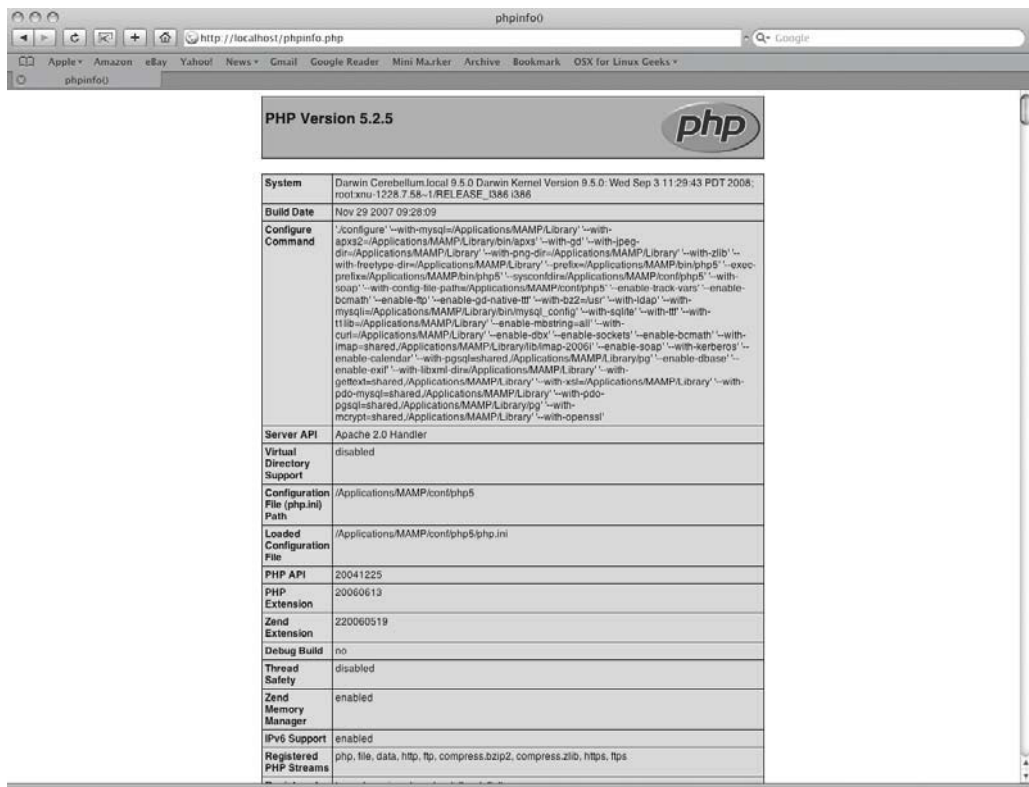 phpinfo()
http://localhost/phpinfo.php
Google
Apple Amazon eBay Yahoo! News Gmail Google Reader Mini Marker Archive Bookmark OSX for Linux Geeks
phpinfo()
PHP Version 5.2.5
php
System Darwin Cerebellum.local 9.5.0 Darwin Kernel Version 9.5.0: Wed Sep 3 11:29:43 PDT 2008;
root:xnu-1228.7.58~1/RELEASE_I386 i386
Build Date Nov 29 2007 09:28:09
Configure './configure' '--with-mysql=/Applications/MAMP/Library' '--with-
Command apxs2=/Applications/MAMP/Library/bin/apxs' '--with-gd' '--with-jpeg-
dir=/Applications/MAMP/Library' '--with-png-dir=/Applications/MAMP/Library' '--with-zlib' '--
with-freetype-dir=/Applications/MAMP/Library' '--prefix=/Applications/MAMP/bin/php5' '--exec-
prefix=/Applications/MAMP/bin/php5' '--sysconfdir=/Applications/MAMP/conf/php5' '--with-
soap' '--with-config-file-path=/Applications/MAMP/conf/php5' '--enable-track-vars' '--enable-
bcmath' '--enable-ftp' '--enable-gd-native-ttf' '--with-bz2=/usr' '--with-ldap' '--with-
mysqli=/Applications/MAMP/Library/bin/mysql_config' '--with-sqlite' '--with-ttf' '--with-
t1lib=/Applications/MAMP/Library' '--enable-mbstring=all' '--with-
curl=/Applications/MAMP/Library' '--enable-dbx' '--enable-sockets' '--enable-bcmath' '--with-
imap=shared,/Applications/MAMP/Library/lib/imap-2006i' '--enable-soap' '--with-kerberos' '--
enable-calendar' '--with-pgsql=shared,/Applications/MAMP/Library/pg' '--enable-dbase' '--
enable-exif' '--with-libxml-dir=/Applications/MAMP/Library' '--with-
gettext=shared,/Applications/MAMP/Library' '--with-xsl=/Applications/MAMP/Library' '--with-
pdo-mysql=shared,/Applications/MAMP/Library' '--with-pdo-
pgsql=shared,/Applications/MAMP/Library/pg' '--with-
mcrypt=shared,/Applications/MAMP/Library' '--with-openssl'
Server API Apache 2.0 Handler
Virtual disabled
Directory
Support
Configuration /Applications/MAMP/conf/php5
File (php.ini)
Path
Loaded /Applications/MAMP/conf/php5/php.ini
Configuration
File
PHP API 20041225
PHP 20060613
Extension
Zend 220060519
Extension
Debug Build no
Thread disabled
Safety
Zend enabled
Memory
Manager
IPv6 Support enabled
Registered php, file, data, http, ftp, compress.bzip2, compress.zlib, https, ftps
PHP Streams